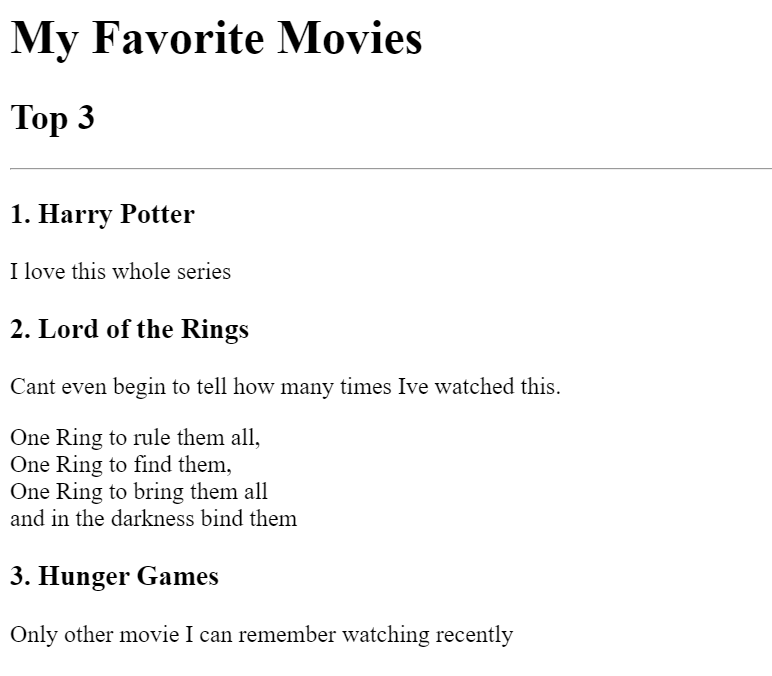 My Favorite Movies
Top 3
1. Harry Potter
I love this whole series
2. Lord of the Rings
Cant even begin to tell how many times Ive watched this.
One Ring to rule them all,
One Ring to find them,
One Ring to bring them all
and in the darkness bind them
3. Hunger Games
Only other movie I can remember watching recently